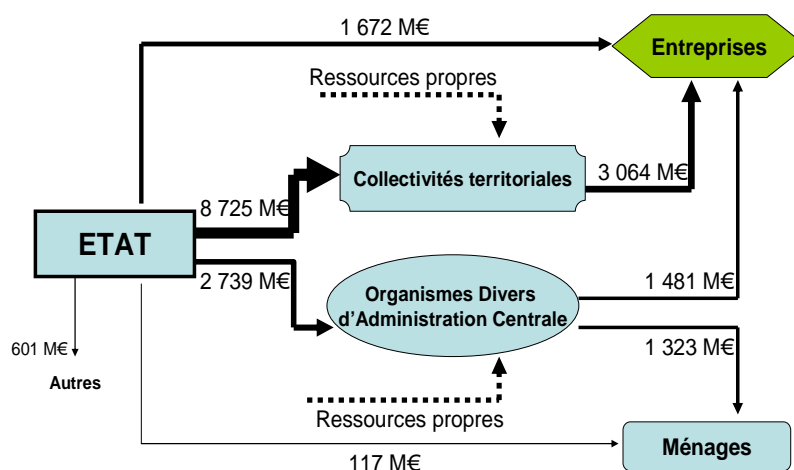 1 672 M€
Entreprises
Ressources propres
Collectivités territoriales
3 064 M€
8 725 M€
ETAT
2 739 M€
Organismes Divers
d'Administration Centrale
1 481 M€
1 323 M€
601 M€
Autres
Ressources propres
117 M€
Ménages